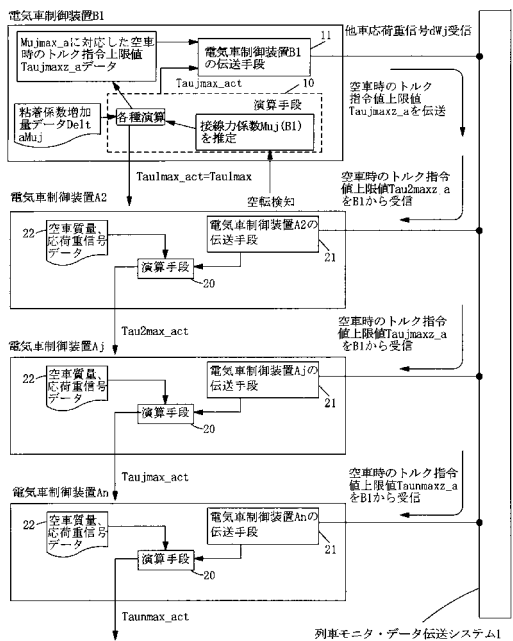 電気車制御装置B1
Mujmax_aに対応した空車
時のトルク指令上限値
Taujmaxz_aデータ
Taujmax_act
電気車制御装置B1
の伝送手段
11
10
他車応荷重信号dWj受信
演算手段
粘着係数増加
量データDelt
aMuj
各種演算
接線力係数Muj(B1)
を推定
空車時のトルク
指令値上限値
Taujmaxz_a
を伝送
Tau1max_act=Tau1max
空転検知
空車時のトルク指令
値上限値Tau2maxz_a
をB1から受信
電気車制御装置A2
22
空車質量、
応荷重信号
データ
電気車制御装置A2の
伝送手段
21
演算手段
20
Tau2max_act
空車時のトルク指令
値上限値Taujmaxz_a
をB1から受信
電気車制御装置Aj
22
空車質量、
応荷重信号
データ
電気車制御装置Ajの
伝送手段
21
演算手段
20
Taujmax_act
空車時のトルク指令
値上限値Taunmaxz_a
をB1から受信
電気車制御装置An
22
空車質量、
応荷重信号
データ
電気車制御装置Anの
伝送手段
21
演算手段
20
Taunmax_act
列車モニタ・データ伝送システム1